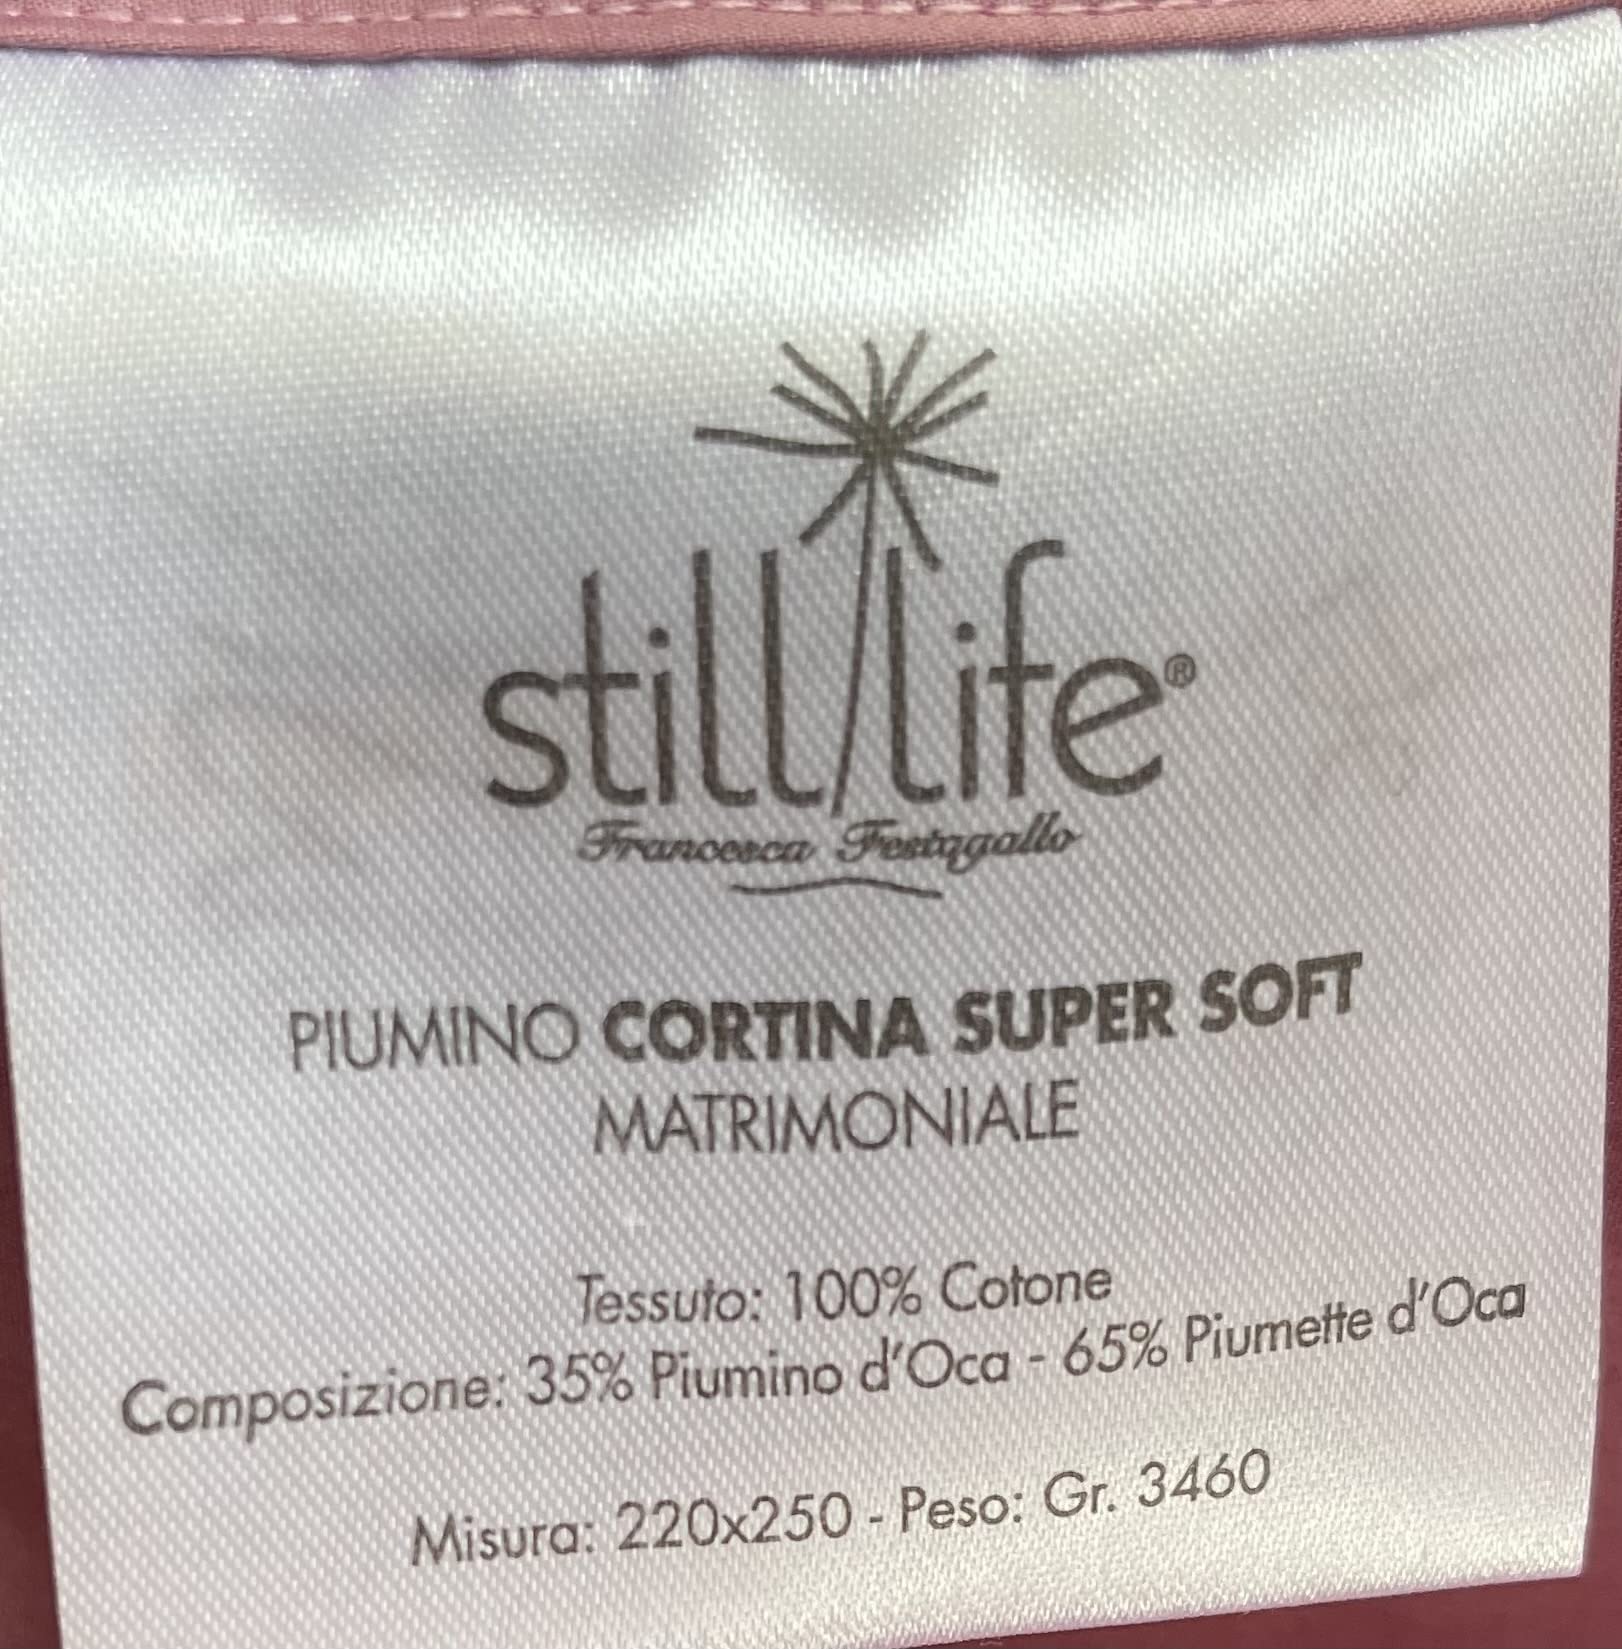 still life®
Francesca Festagallo
PIUMINO CORTINA SUPER SOFT
MATRIMONIALE
Tessuto: 100% Cotone
Composizione: 35% Piumino d'Oca - 65% Piumette d'Oca
Misura: 220x250 - Peso: Gr. 3460